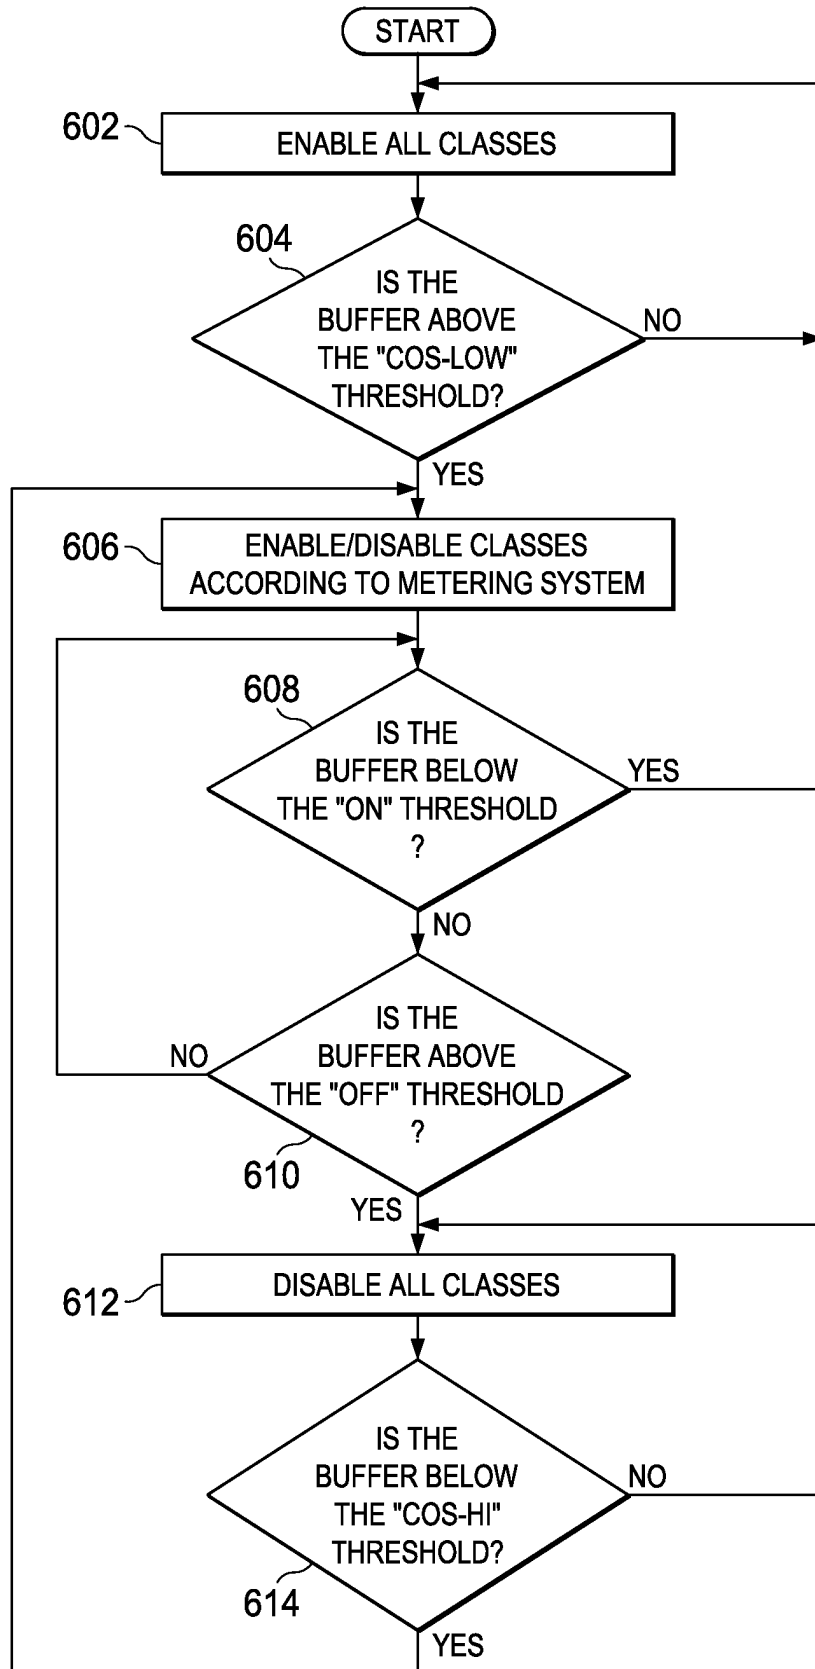 START
602
ENABLE ALL CLASSES
604
IS THE
BUFFER ABOVE
THE "COS-LOW"
THRESHOLD?
NO
YES
606
ENABLE/DISABLE CLASSES
ACCORDING TO METERING SYSTEM
608
IS THE
BUFFER BELOW
THE "ON" THRESHOLD
?
YES
NO
IS THE
BUFFER ABOVE
THE "OFF" THRESHOLD
?
NO
610
YES
612
DISABLE ALL CLASSES
IS THE
BUFFER BELOW
THE "COS-HI"
THRESHOLD?
NO
614
YES